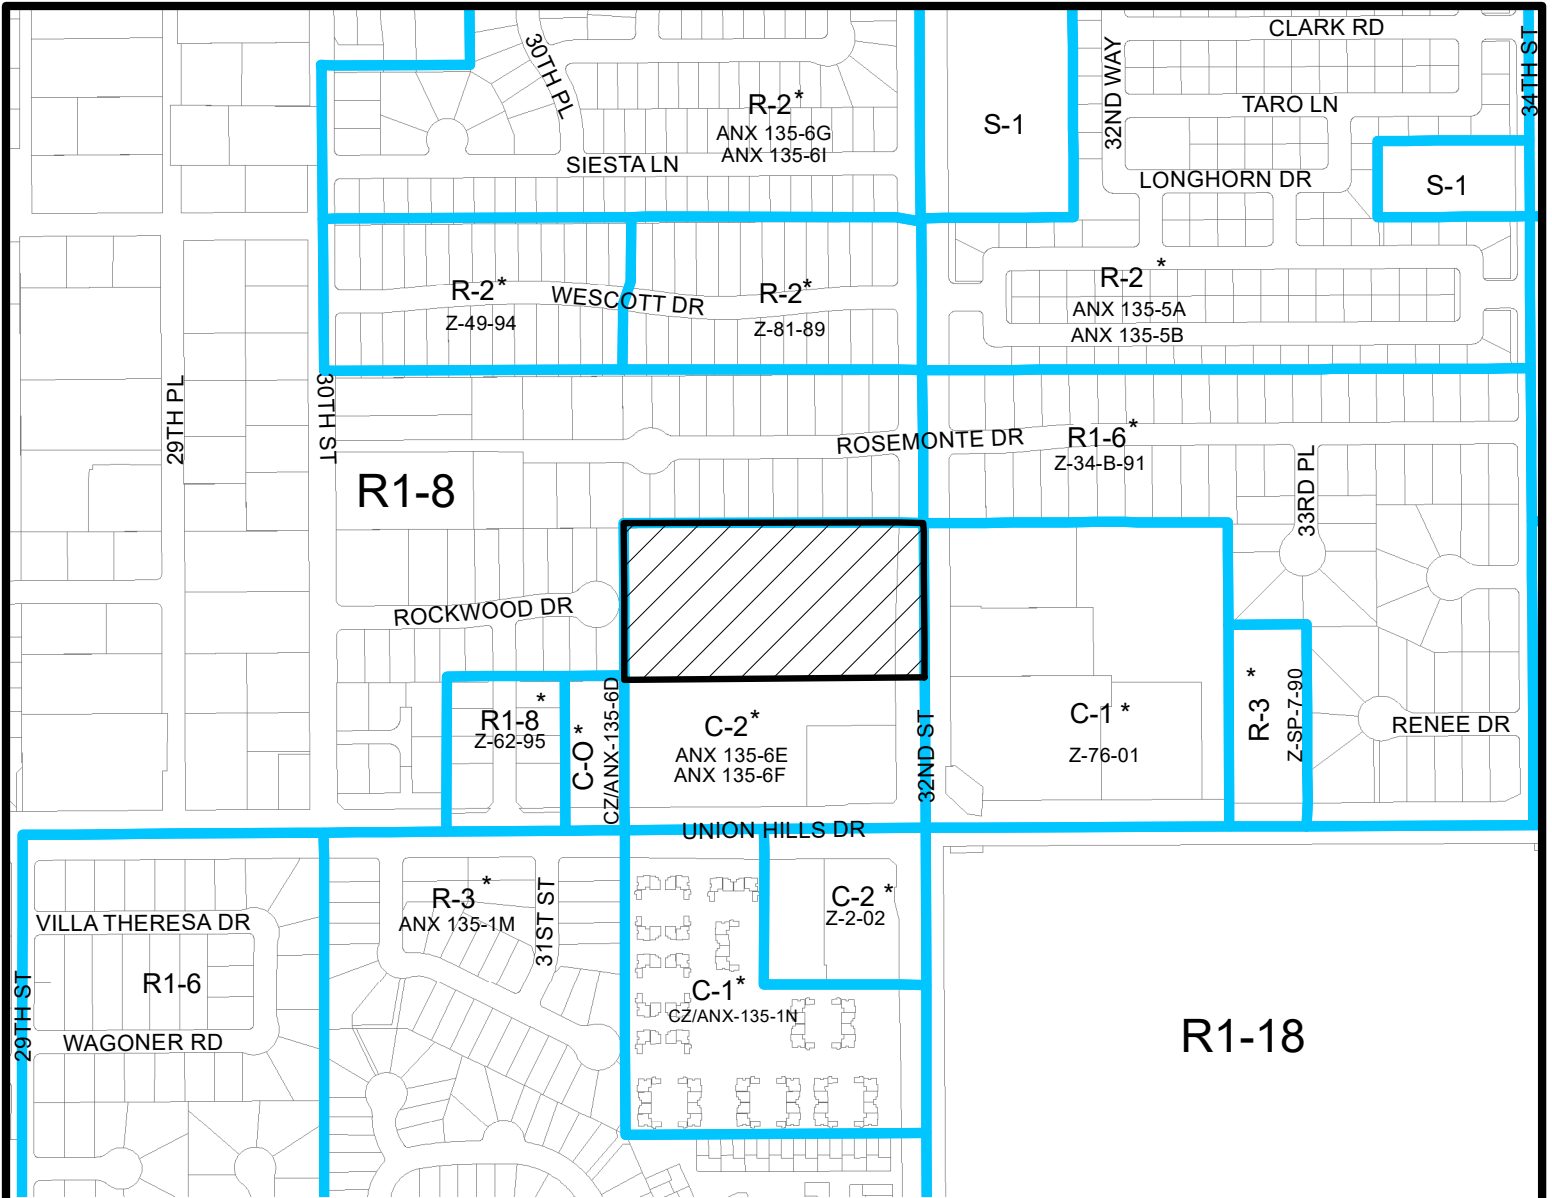 CLARK RD
30TH PL
32ND WAY
34TH ST
R-2*
ANX 135-6G
ANX 135-6I
TARO LN
S-1
SIESTA LN
LONGHORN DR
S-1
R-2*
Z-49-94
WESCOTT DR
R-2*
Z-81-89
R-2*
ANX 135-5A
ANX 135-5B
29TH PL
30TH ST
ROSEMONTE DR
R1-6*
Z-34-B-91
33RD PL
R1-8
ROCKWOOD DR
R1-8*
Z-62-95
C-O*
CZ/ANX-135-6D
C-2*
ANX 135-6E
ANX 135-6F
32ND ST
C-1*
Z-76-01
R-3*
Z-SP-7-90
RENEE DR
UNION HILLS DR
R-3*
ANX 135-1M
31ST ST
C-2*
Z-2-02
VILLA THERESA DR
29TH ST
R1-6
WAGONER RD
C-1*
CZ/ANX-135-1N
R1-18